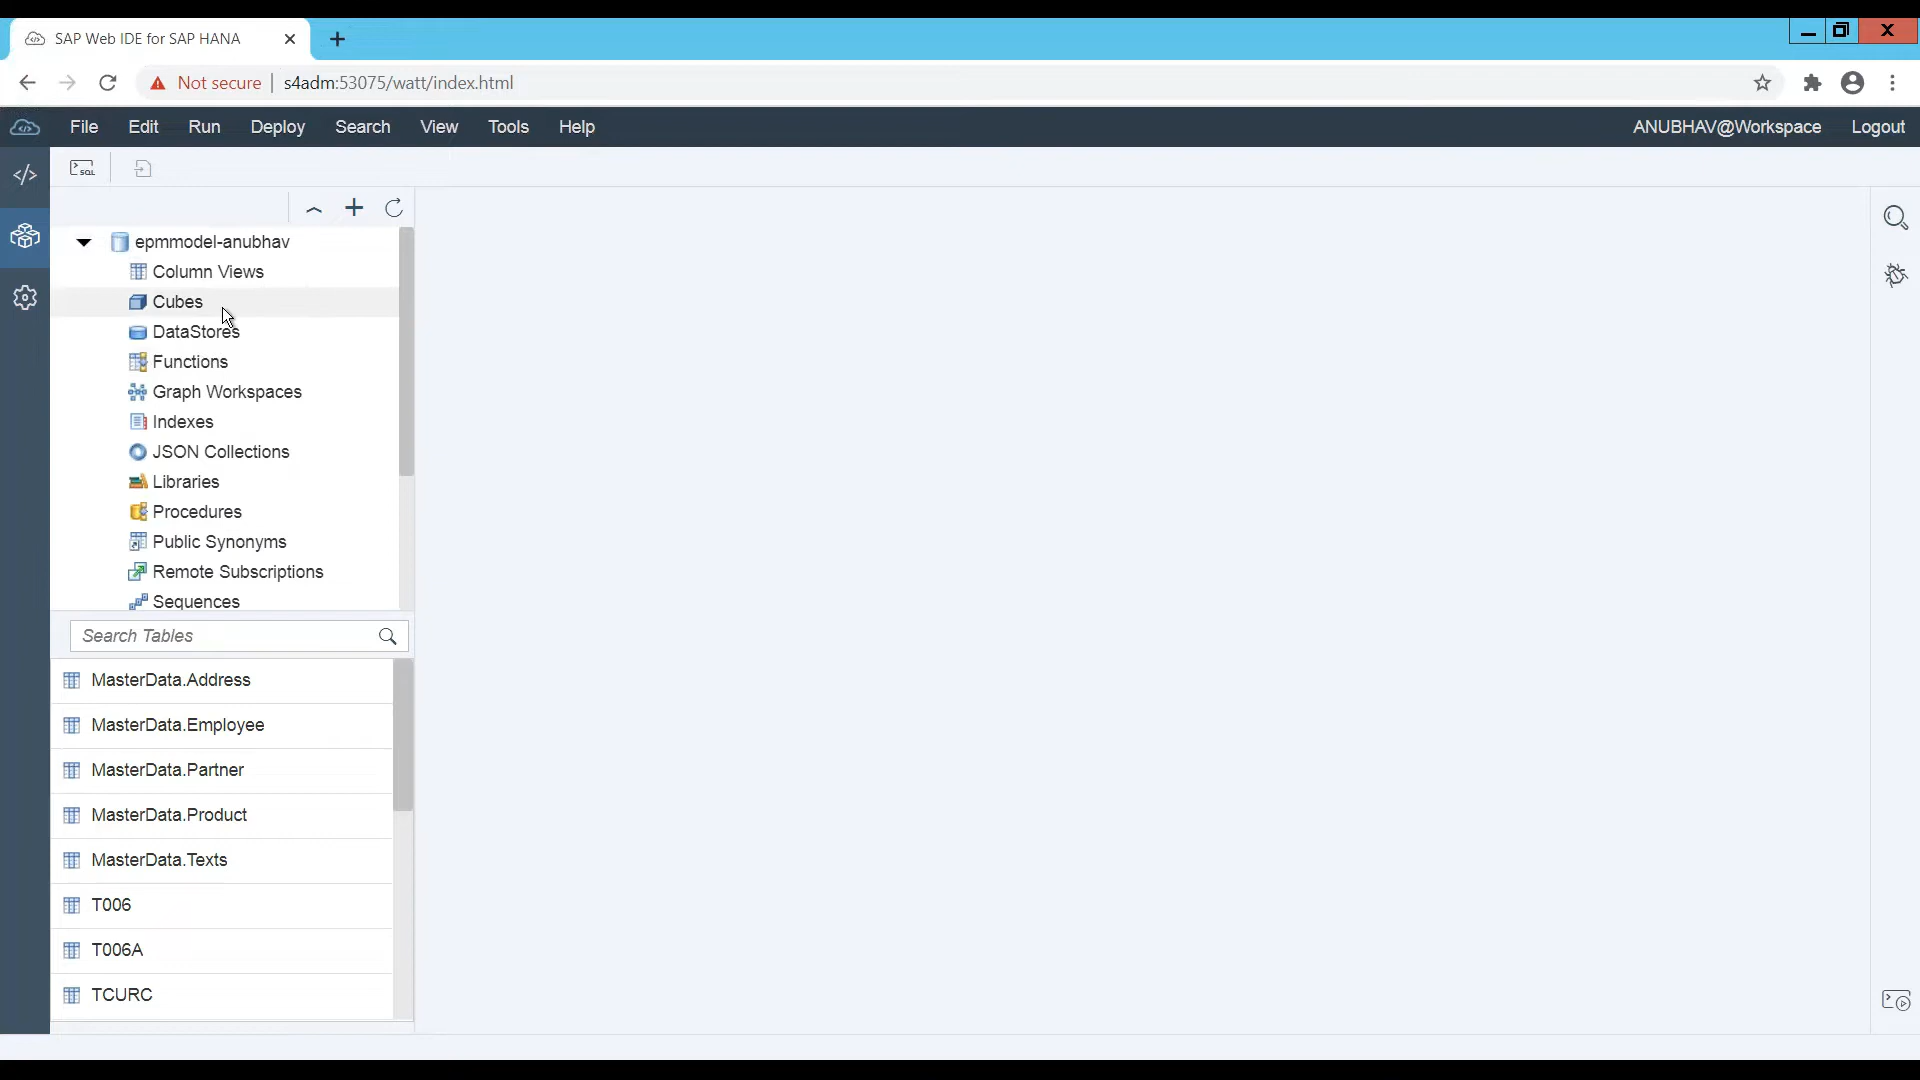 SAP Web IDE for SAP HANA
Not secure
s4adm:53075/watt/index.html
File Edit Run Deploy Search View Tools Help
ANUBHAV@Workspace Logout
SQL
epmmodel-anubhav
Column Views
Cubes
DataStores
Functions
Graph Workspaces
Indexes
JSON Collections
Libraries
Procedures
Public Synonyms
Remote Subscriptions
Sequences
Search Tables
MasterData.Address
MasterData.Employee
MasterData.Partner
MasterData.Product
MasterData.Texts
T006
T006A
TCURC